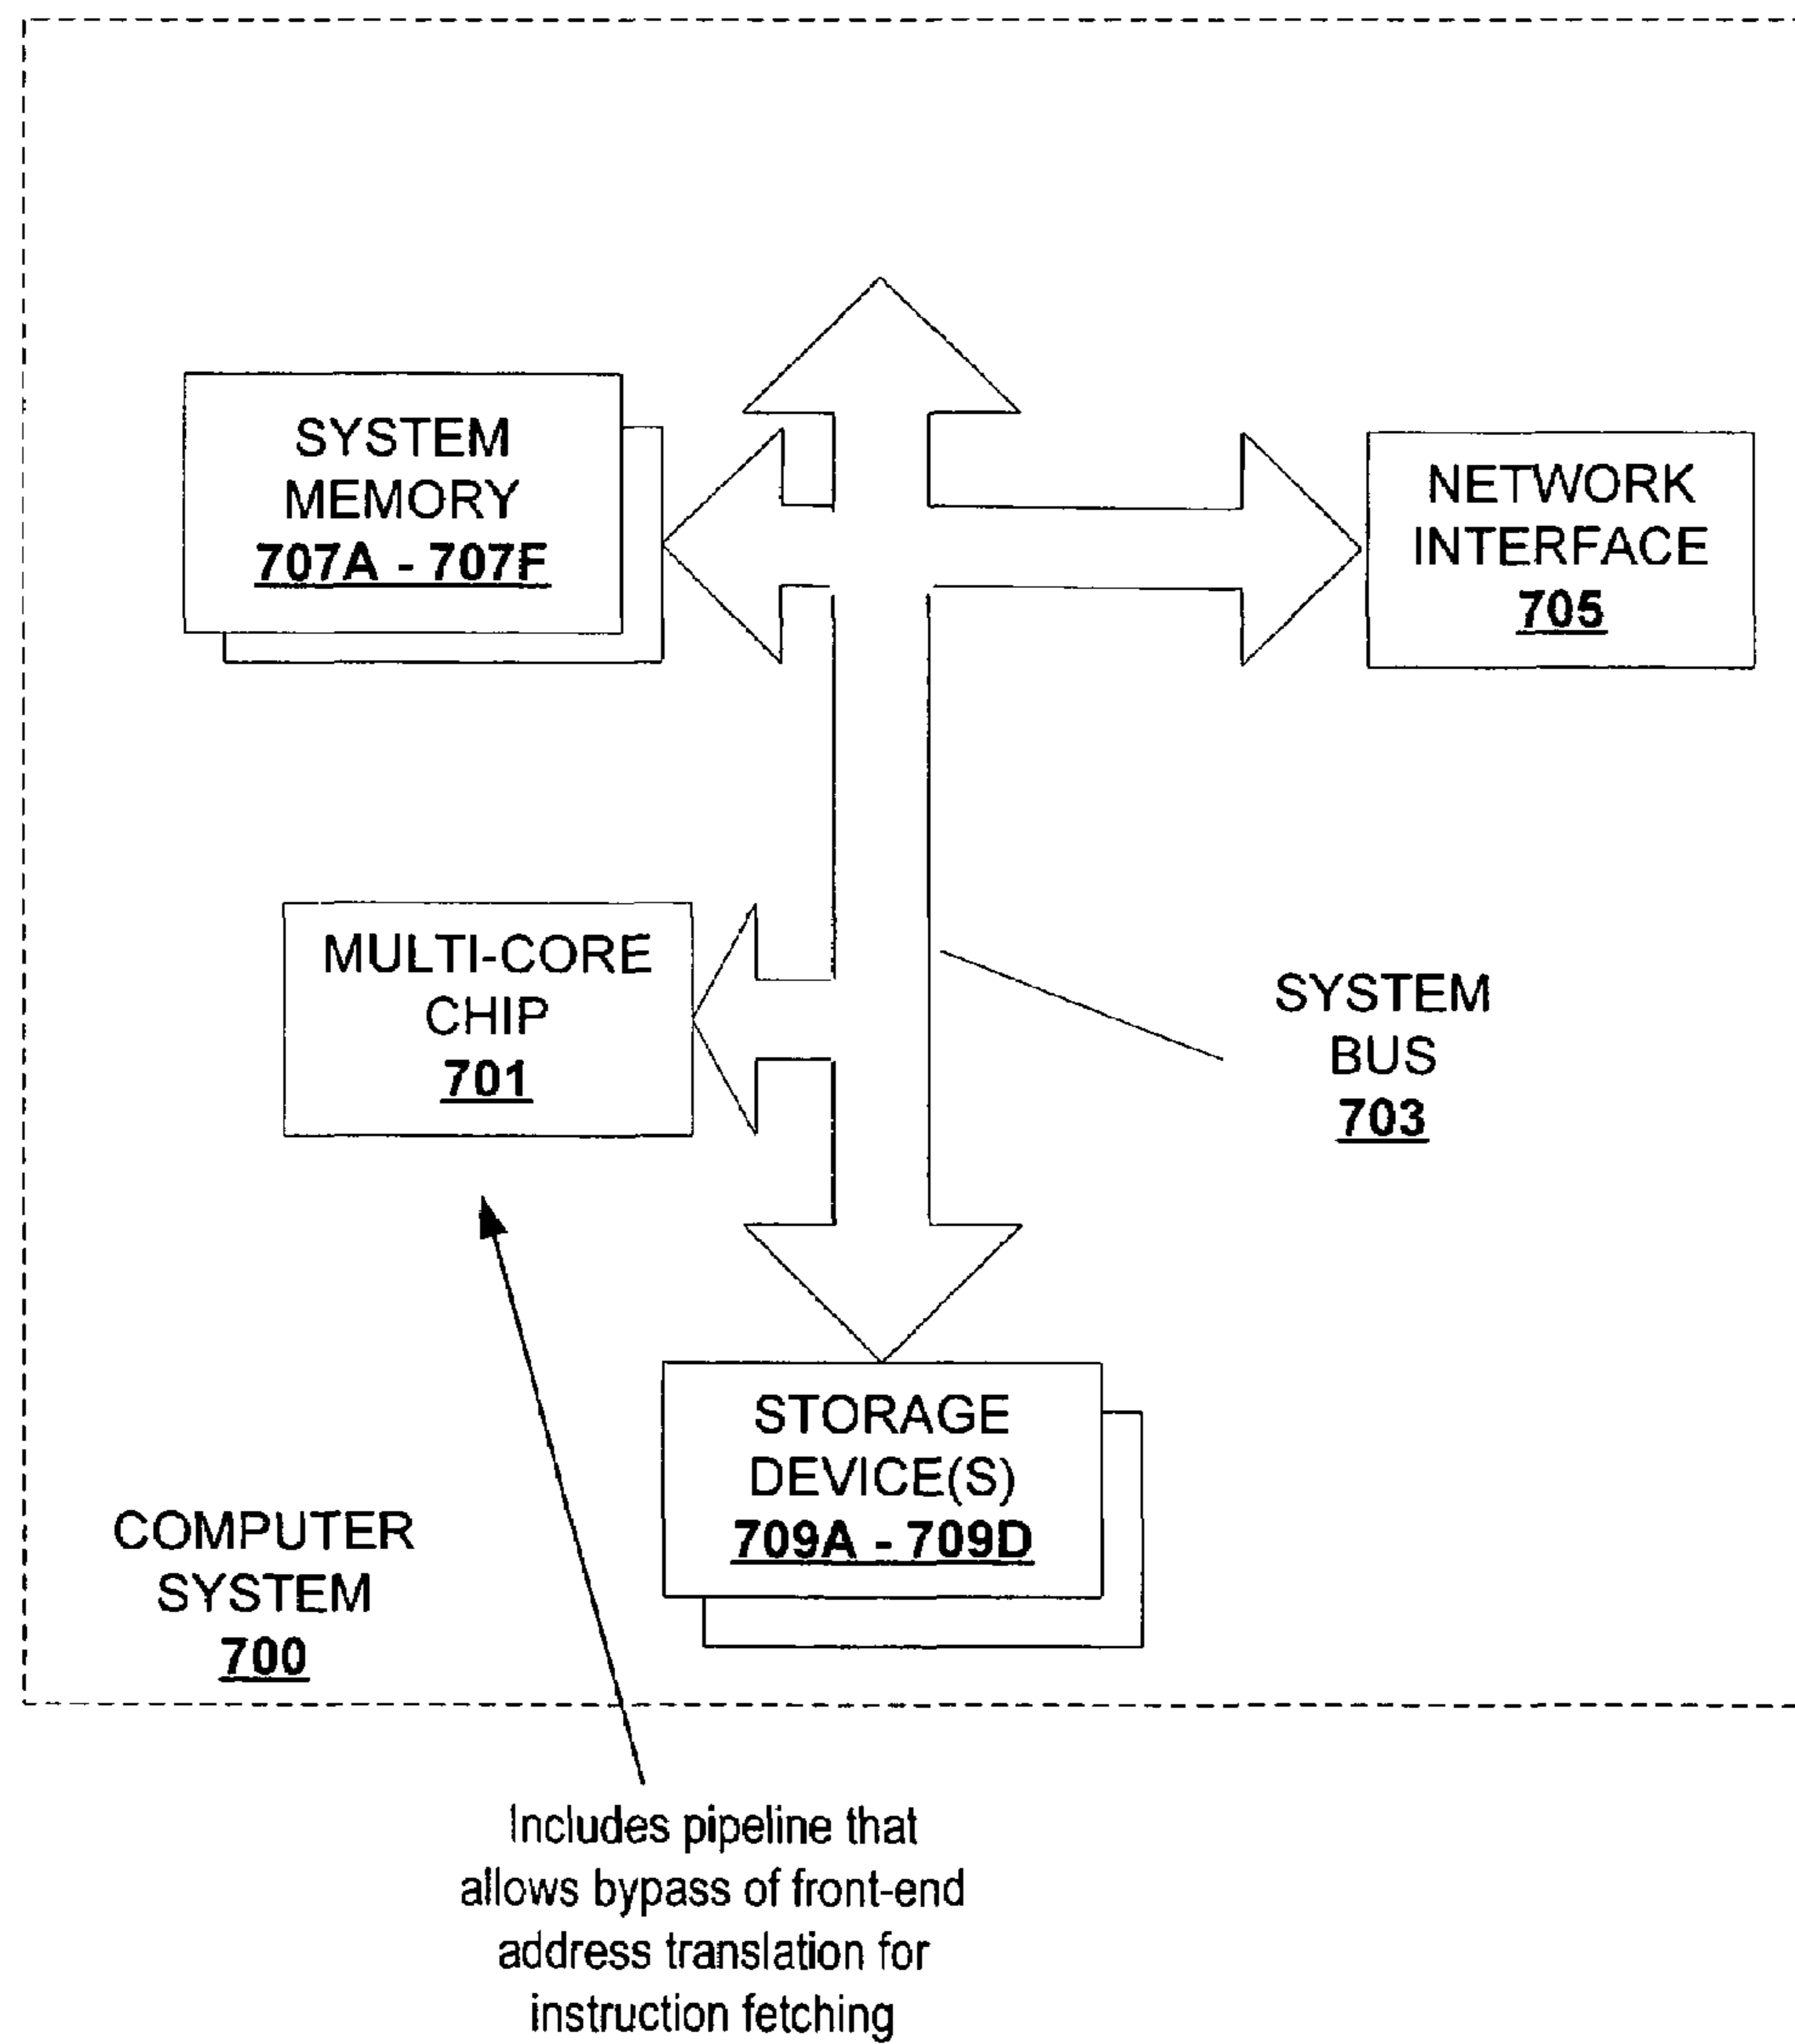 SYSTEM
MEMORY
707A - 707F
NETWORK
INTERFACE
705
MULTI-CORE
CHIP
701
SYSTEM
BUS
703
STORAGE
DEVICE(S)
709A - 709D
COMPUTER
SYSTEM
700
Includes pipeline that
allows bypass of front-end
address translation for
instruction fetching